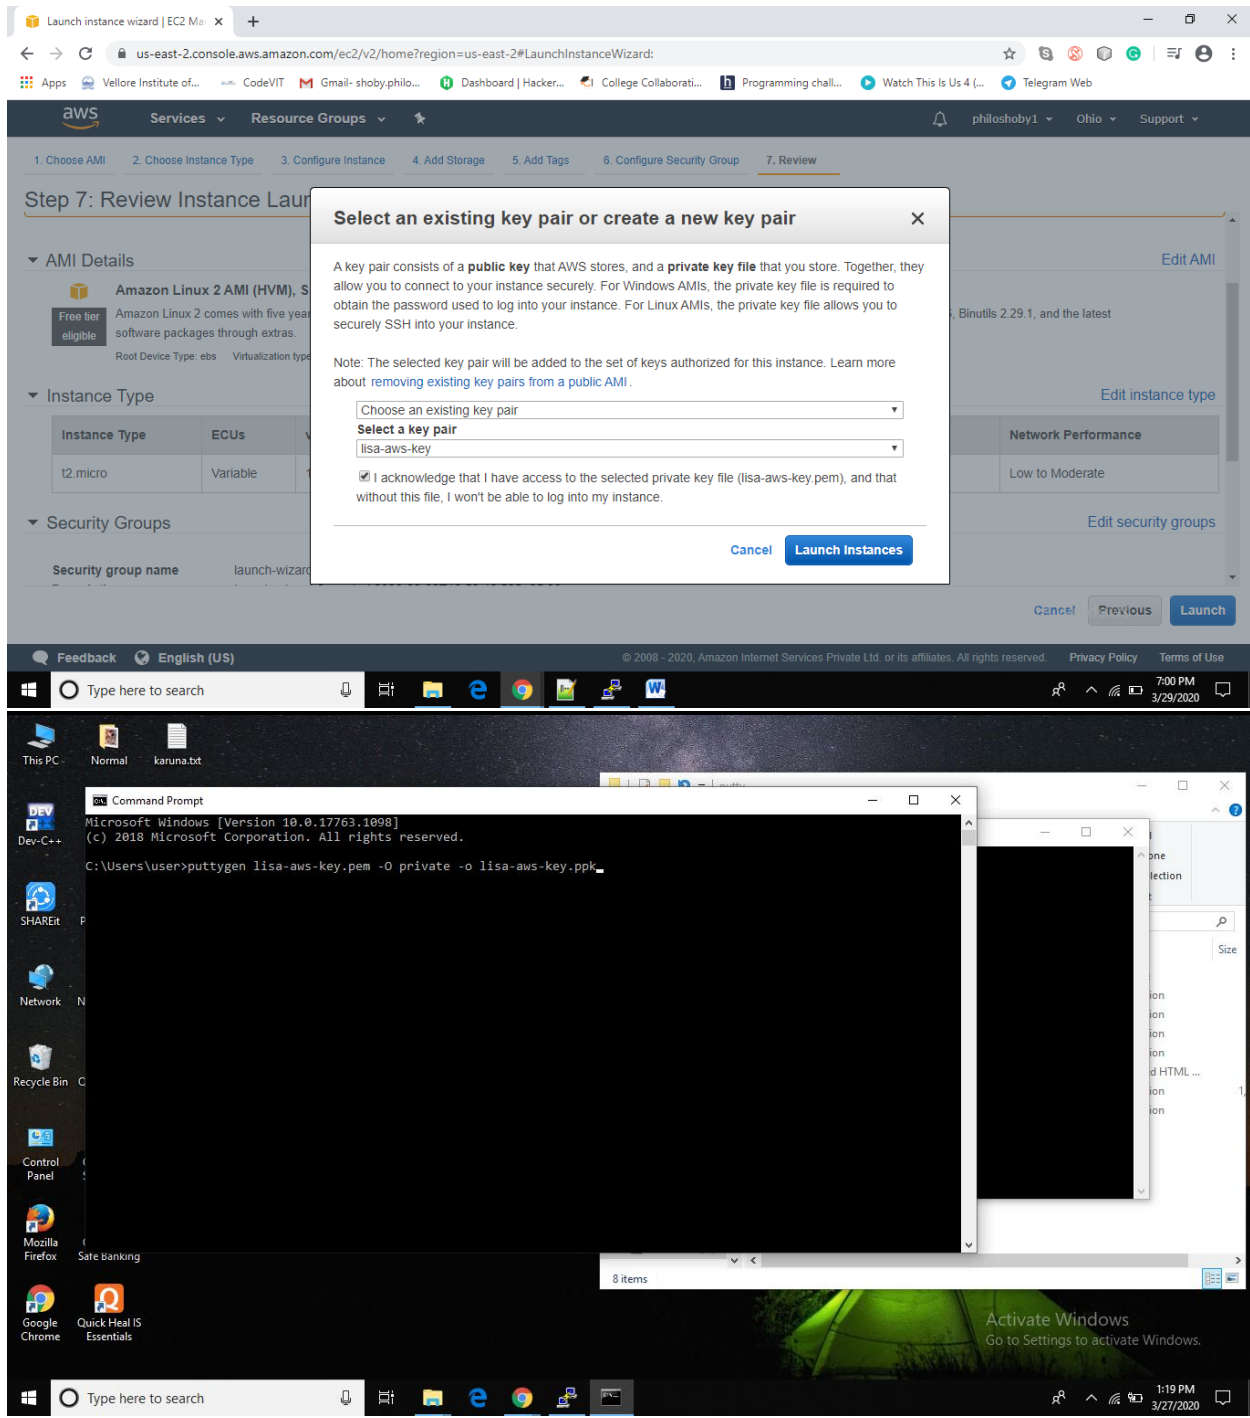 Launch instance wizard | EC2 Ma
us-east-2.console.aws.amazon.com/ec2/v2/home?region=us-east-2#LaunchInstanceWizard:
Apps Vellore Institute of... CodeVIT Gmail- shoby.philo... Dashboard | Hacker... College Collaborati... Programming chall... Watch This Is Us 4 (... Telegram Web
aws Services Resource Groups philoshoby1 Ohio Support
1. Choose AMI 2. Choose Instance Type 3. Configure Instance 4. Add Storage 5. Add Tags 6. Configure Security Group 7. Review
Step 7: Review Instance Laun
Select an existing key pair or create a new key pair
A key pair consists of a public key that AWS stores, and a private key file that you store. Together, they
allow you to connect to your instance securely. For Windows AMIs, the private key file is required to
obtain the password used to log into your instance. For Linux AMIs, the private key file allows you to
securely SSH into your instance.
Note: The selected key pair will be added to the set of keys authorized for this instance. Learn more
about removing existing key pairs from a public AMI .
Choose an existing key pair
Select a key pair
lisa-aws-key
I acknowledge that I have access to the selected private key file (lisa-aws-key.pem), and that
without this file, I won't be able to log into my instance.
Cancel Launch Instances
AMI Details Edit AMI
Amazon Linux 2 AMI (HVM), S
Free tier
eligible
Amazon Linux 2 comes with five year , Binutils 2.29.1, and the latest
software packages through extras.
Root Device Type: ebs Virtualization type
Instance Type Edit instance type
Instance Type ECUs v Network Performance
t2.micro Variable 1 Low to Moderate
Security Groups Edit security groups
Security group name launch-wizard
Cancel Previous Launch
Feedback English (US) © 2008 - 2020, Amazon Internet Services Private Ltd. or its affiliates. All rights reserved. Privacy Policy Terms of Use
Type here to search 7:00 PM
3/29/2020
This PC Normal karuna.txt
putty
Command Prompt
Microsoft Windows [Version 10.0.17763.1098]
(c) 2018 Microsoft Corporation. All rights reserved.
C:\Users\user>puttygen lisa-aws-key.pem -O private -o lisa-aws-key.ppk
DEV
Dev-C++
SHAREit P
Network N
Recycle Bin
Control
Panel
Mozilla
Firefox
Safe Banking
Google
Chrome
Quick Heal IS
Essentials
one
lection
t
Size
ion
ion
ion
ion
d HTML ...
ion 1,
ion
8 items
Activate Windows
Go to Settings to activate Windows.
Type here to search 1:19 PM
3/27/2020